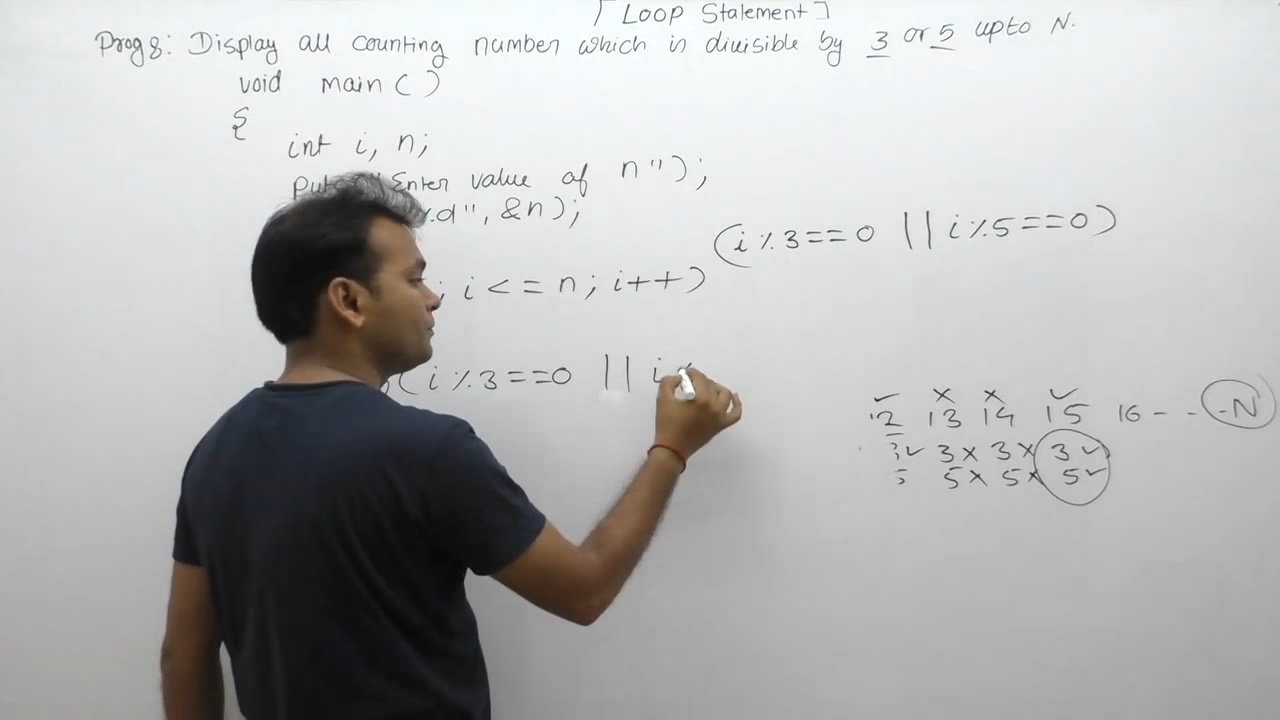 [Loop Statement]
Prog 8: Display all counting number which is divisible by 3 or 5 upto N.
void main ( )
{
int i, n;
puts "Enter value of n");
%d", &n);
(i%3==0 || i%5==0)
; i <= n; i++)
(i%3==0 || i
✓ × × ✓
12 13 14 15 16 - - - N
3✓ 3× 3× 3✓
5 5× 5× 5✓